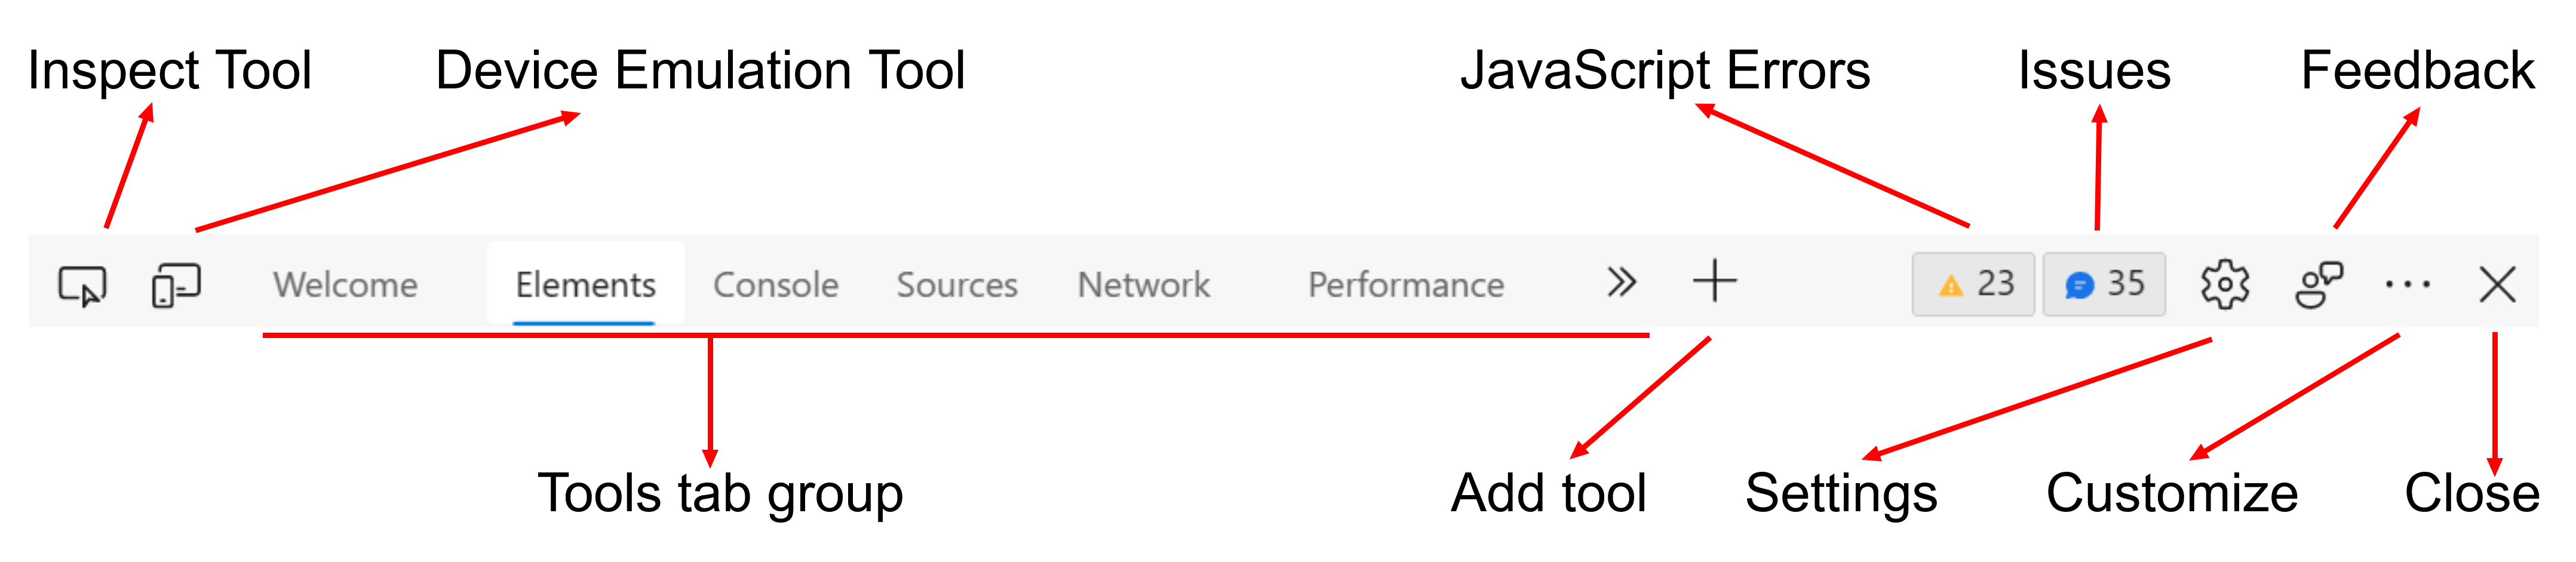 Inspect Tool
Device Emulation Tool
JavaScript Errors
Issues
Feedback
Welcome
Elements
Console
Sources
Network
Performance
23
35
Tools tab group
Add tool
Settings
Customize
Close